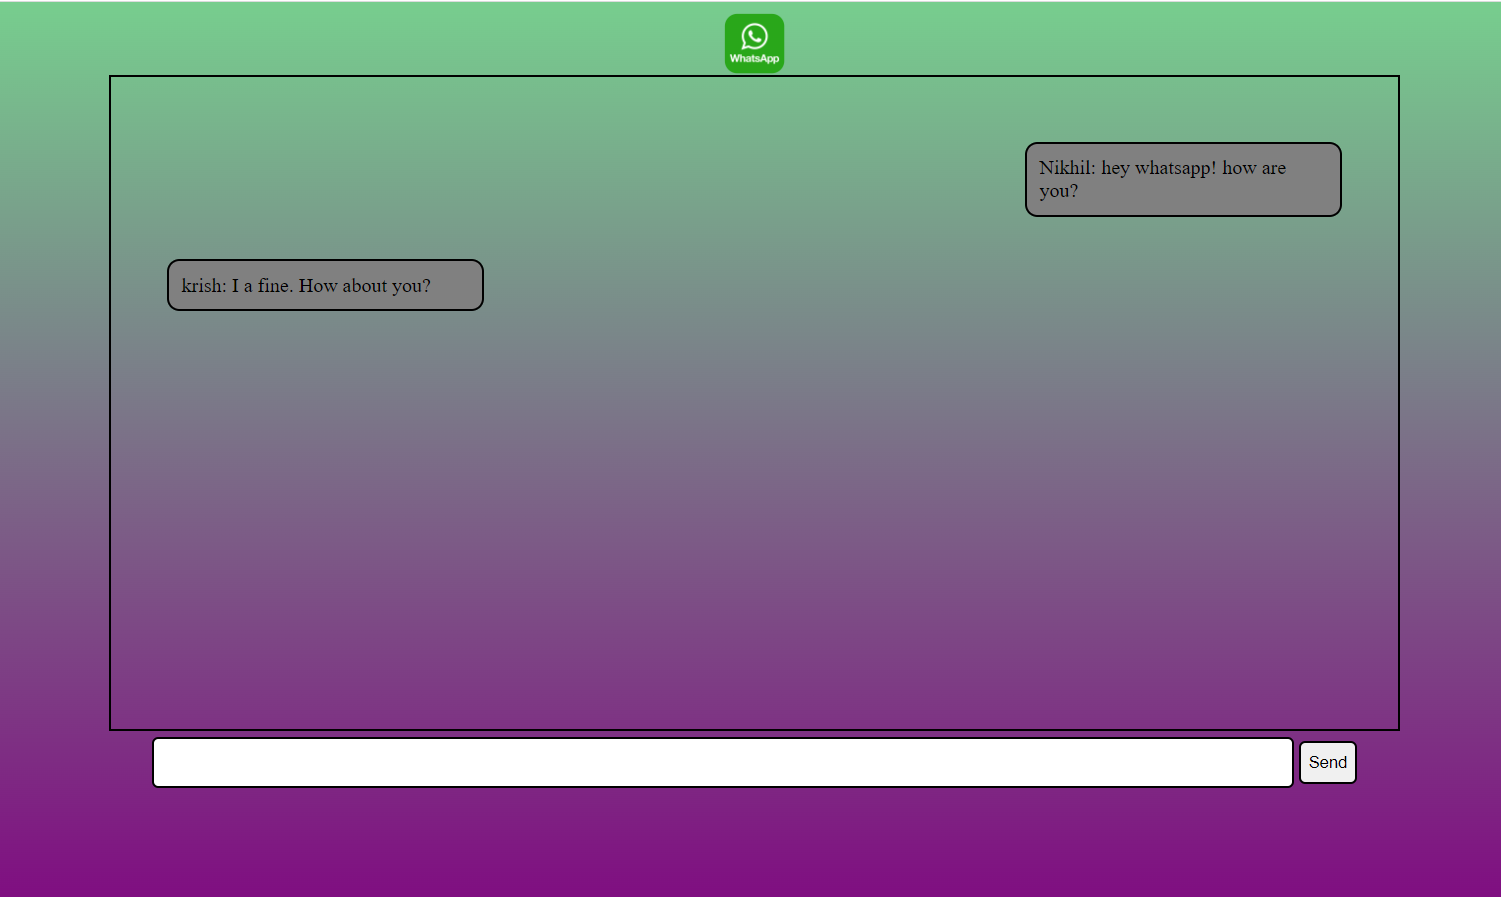 WhatsApp
Nikhil: hey whatsapp! how are
you?
krish: I a fine. How about you?
Send